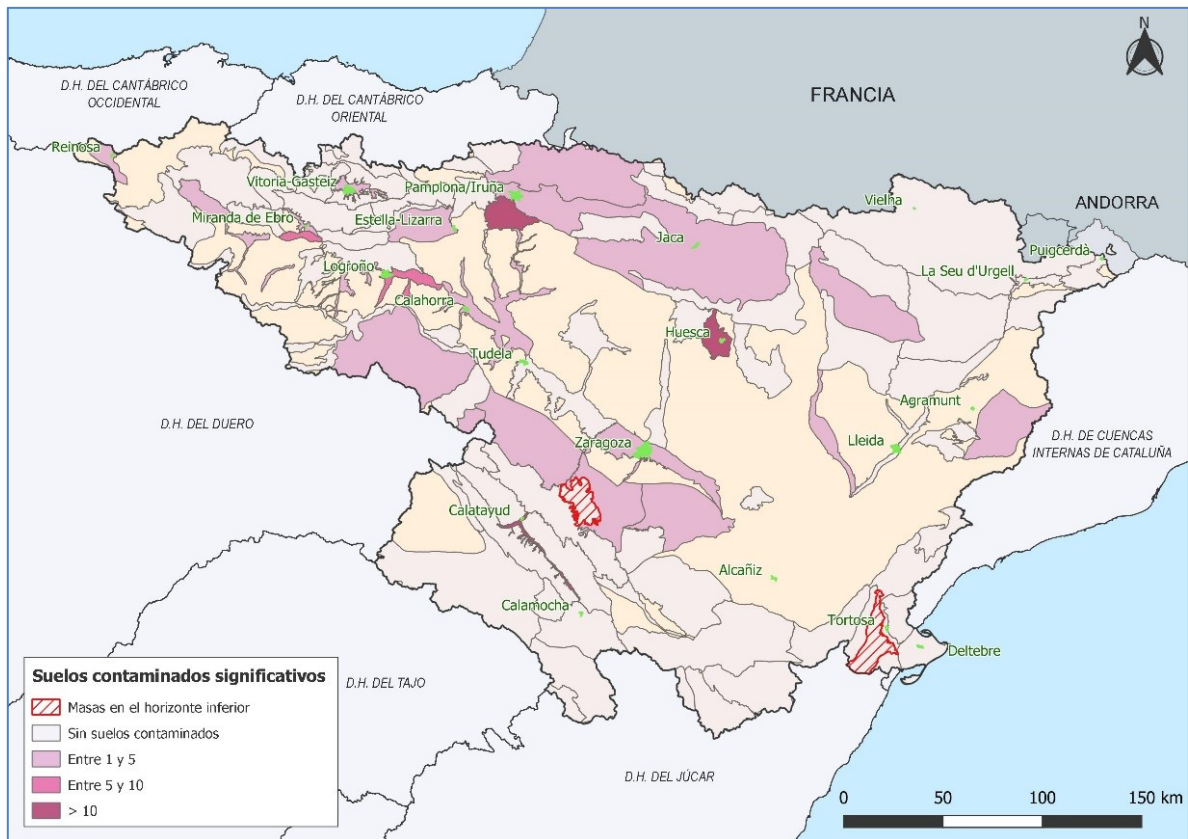 N
D.H. DEL CANTÁBRICO
OCCIDENTAL
D.H. DEL CANTÁBRICO
ORIENTAL
FRANCIA
Reinosa
Vitoria-Gasteiz
Pamplona/Iruña
Vielha
ANDORRA
Miranda de Ebro
Estella-Lizarra
Jaca
Puigcerdà
Logroño
La Seu d'Urgell
Calahorra
Huesca
Tudela
Agramunt
D.H. DEL DUERO
Zaragoza
Lleida
D.H. DE CUENCAS
INTERNAS DE CATALUÑA
Calatayud
Alcañiz
Calamocha
Tortosa
Deltebre
Suelos contaminados significativos
Masas en el horizonte inferior
Sin suelos contaminados
Entre 1 y 5
Entre 5 y 10
> 10
D.H. DEL TAJO
D.H. DEL JÚCAR
0 50 100 150 km